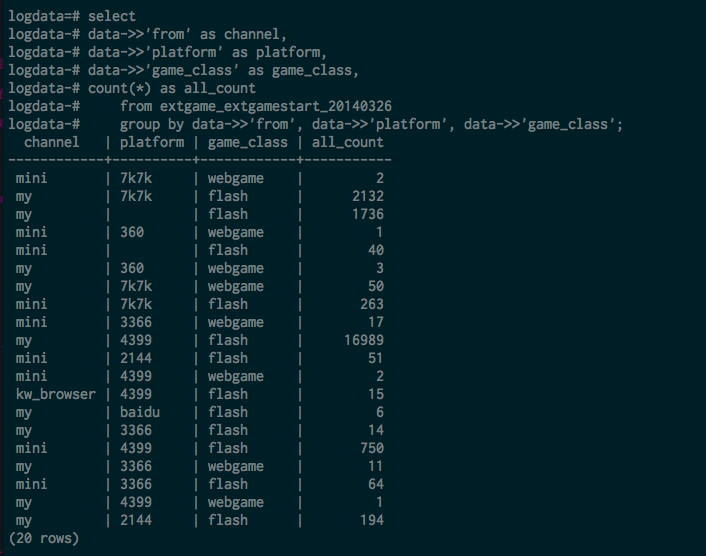 logdata=# select
logdata-# data->>'from' as channel,
logdata-# data->>'platform' as platform,
logdata-# data->>'game_class' as game_class,
logdata-# count(*) as all_count
logdata-#     from extgame_extgamestart_20140326
logdata-#     group by data->>'from', data->>'platform', data->>'game_class';
  channel   | platform | game_class | all_count
------------+----------+------------+-----------
 mini       | 7k7k     | webgame    |         2
 my         | 7k7k     | flash      |      2132
 my         |          | flash      |      1736
 mini       | 360      | webgame    |         1
 mini       |          | flash      |        40
 my         | 360      | webgame    |         3
 my         | 7k7k     | webgame    |        50
 mini       | 7k7k     | flash      |       263
 mini       | 3366     | webgame    |        17
 my         | 4399     | flash      |     16989
 mini       | 2144     | flash      |        51
 mini       | 4399     | webgame    |         2
 kw_browser | 4399     | flash      |        15
 my         | baidu    | flash      |         6
 my         | 3366     | flash      |        14
 mini       | 4399     | flash      |       750
 my         | 3366     | webgame    |        11
 mini       | 3366     | flash      |        64
 my         | 4399     | webgame    |         1
 my         | 2144     | flash      |       194
(20 rows)